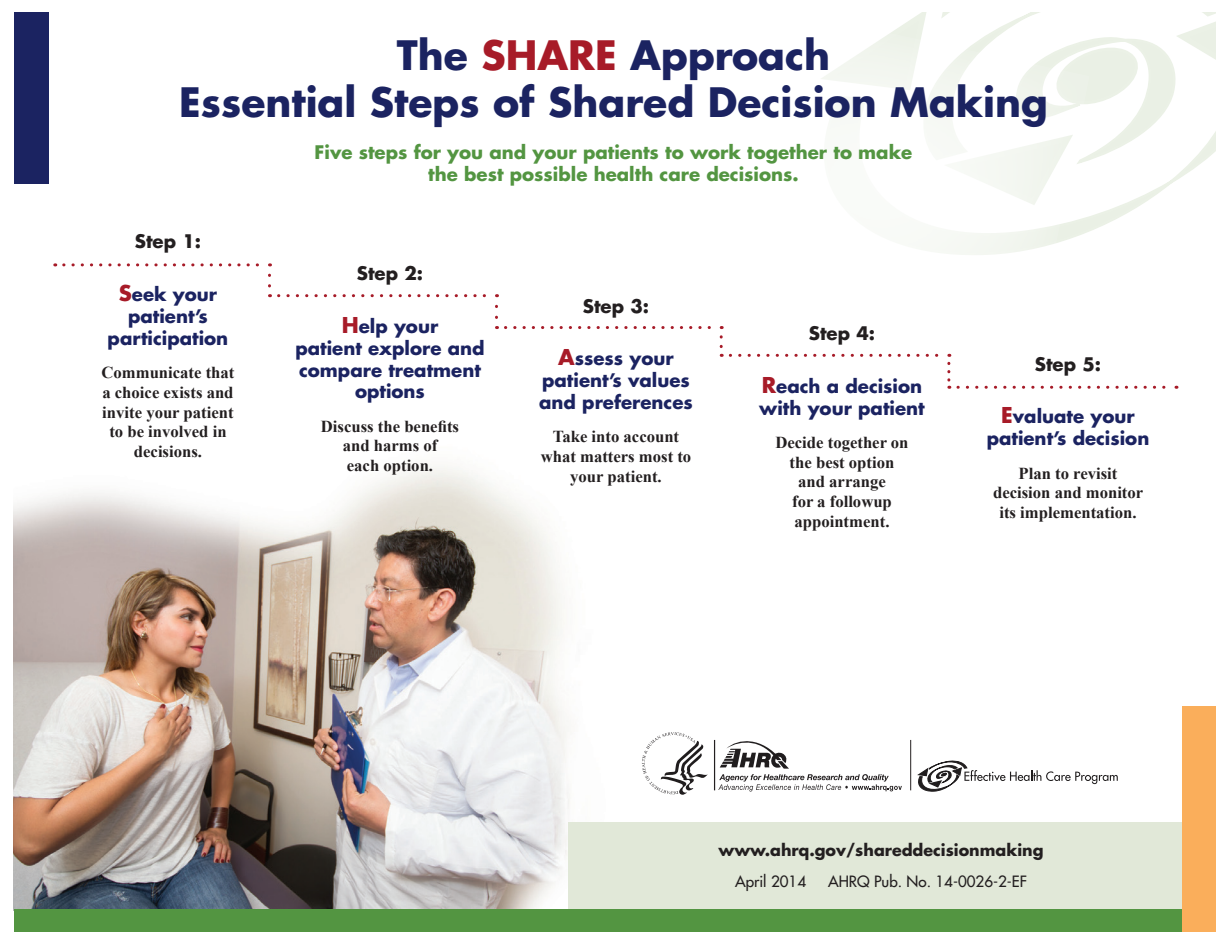 The SHARE Approach
Essential Steps of Shared Decision Making
Five steps for you and your patients to work together to make
the best possible health care decisions.
Step 1:
Seek your
patient's
participation
Communicate that
a choice exists and
invite your patient
to be involved in
decisions.
Step 2:
Help your
patient explore and
compare treatment
options
Discuss the benefits
and harms of
each option.
Step 3:
Assess your
patient's values
and preferences
Take into account
what matters most to
your patient.
Step 4:
Reach a decision
with your patient
Decide together on
the best option
and arrange
for a followup
appointment.
Step 5:
Evaluate your
patient's decision
Plan to revisit
decision and monitor
its implementation.
DEPARTMENT OF HEALTH & HUMAN SERVICES • USA
AHRQ
Agency for Healthcare Research and Quality
Advancing Excellence in Health Care • www.ahrq.gov
Effective Health Care Program
www.ahrq.gov/shareddecisionmaking
April 2014 AHRQ Pub. No. 14-0026-2-EF